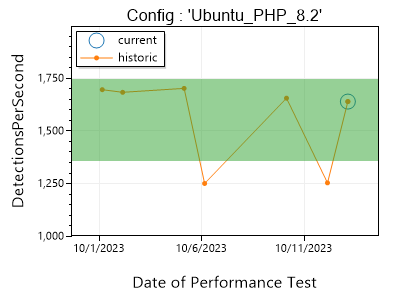 Config : 'Ubuntu_PHP_8.2'
current
historic
DetectionsPerSecond
1,750
1,500
1,250
1,000
10/1/2023
10/6/2023
10/11/2023
Date of Performance Test